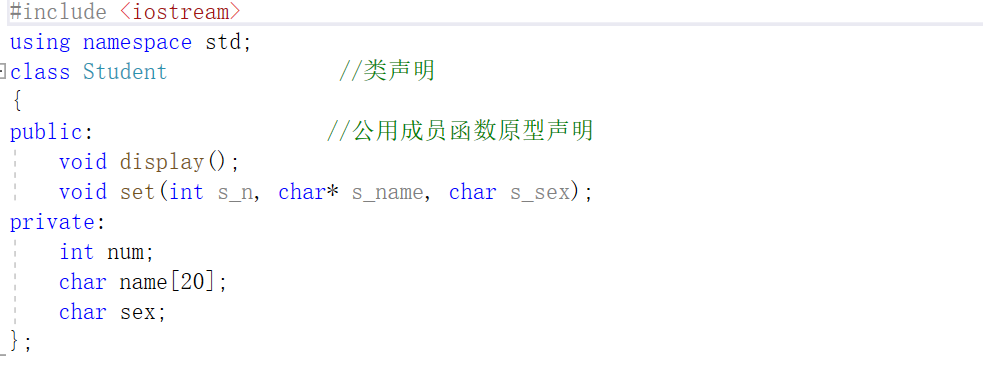 #include <iostream>
using namespace std;
class Student //类声明
{
public: //公用成员函数原型声明
void display();
void set(int s_n, char* s_name, char s_sex);
private:
int num;
char name[20];
char sex;
};